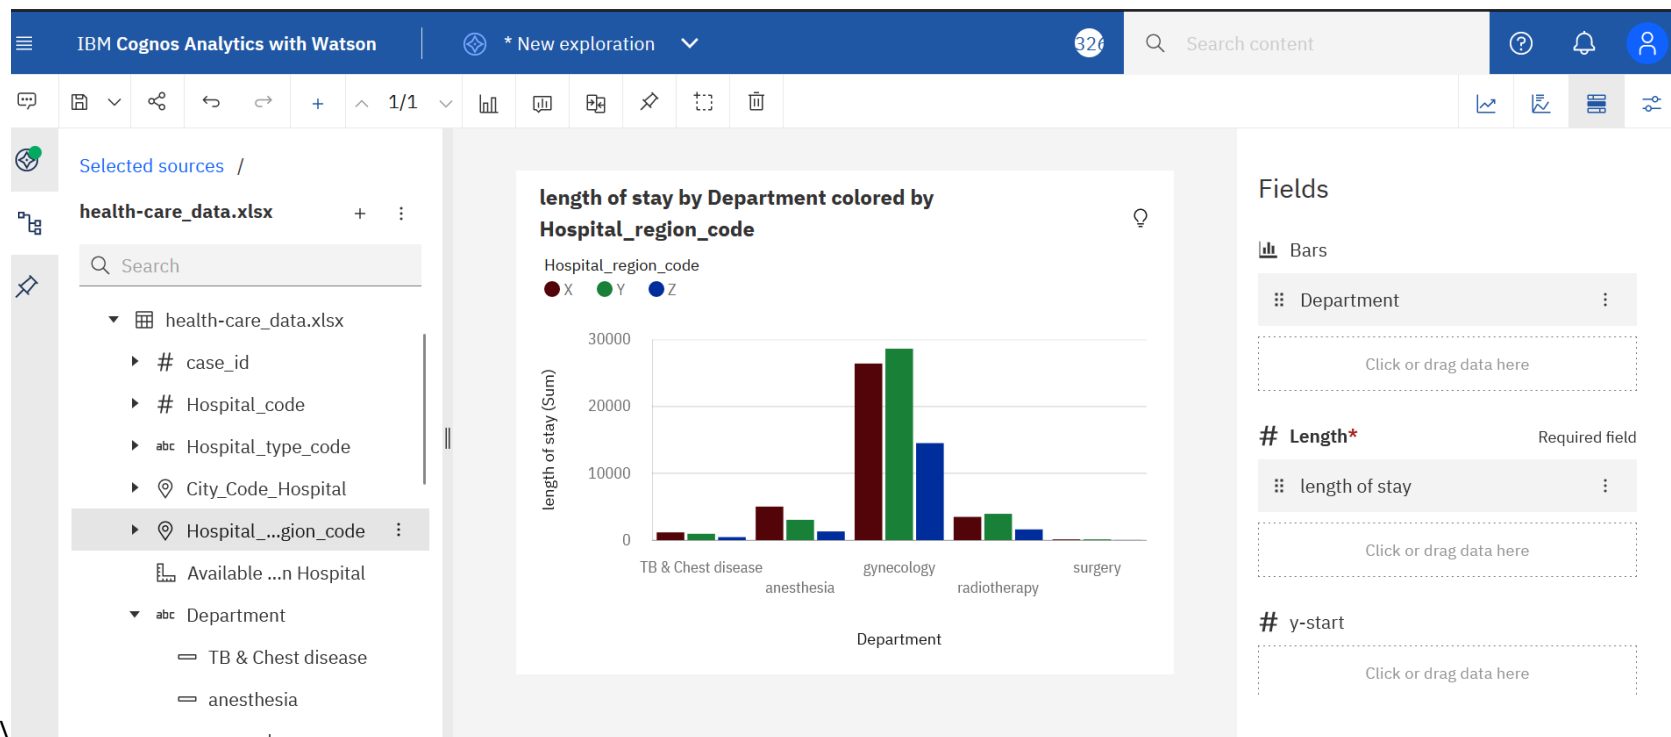 IBM Cognos Analytics with Watson
* New exploration
326
Search content
1/1
Selected sources /
health-care_data.xlsx
Search
health-care_data.xlsx
# case_id
# Hospital_code
abc Hospital_type_code
City_Code_Hospital
Hospital_...gion_code
Available ...n Hospital
abc Department
TB & Chest disease
anesthesia
length of stay by Department colored by
Hospital_region_code
Hospital_region_code
X Y Z
length of stay (Sum)
30000
20000
10000
0
TB & Chest disease
anesthesia
gynecology
radiotherapy
surgery
Department
Fields
Bars
Department
Click or drag data here
# Length* Required field
length of stay
Click or drag data here
# y-start
Click or drag data here
\